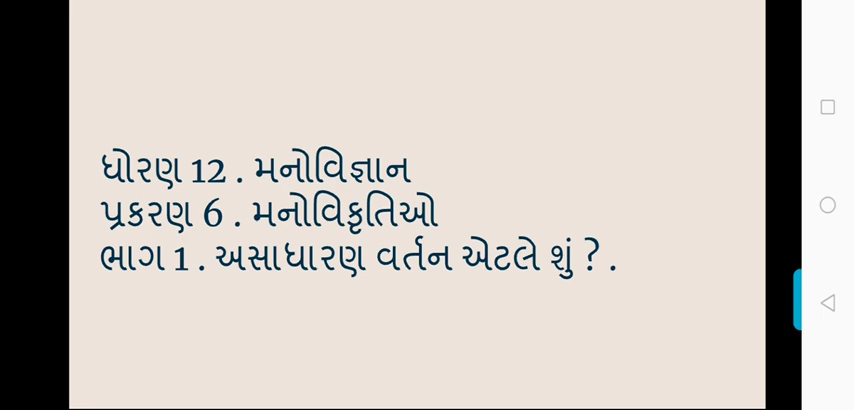 ધોરણ 12 . મનોવિજ્ઞાન
પ્રકરણ 6 . મનોવિકૃતિઓ
ભાગ 1 . અસાધારણ વર્તન એટલે શું ? .